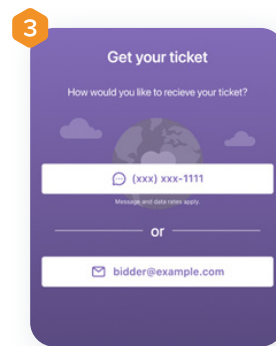 3
Get your ticket
How would you like to recieve your ticket?
(xxx) xxx-1111
Message and data rates apply.
or
bidder@example.com